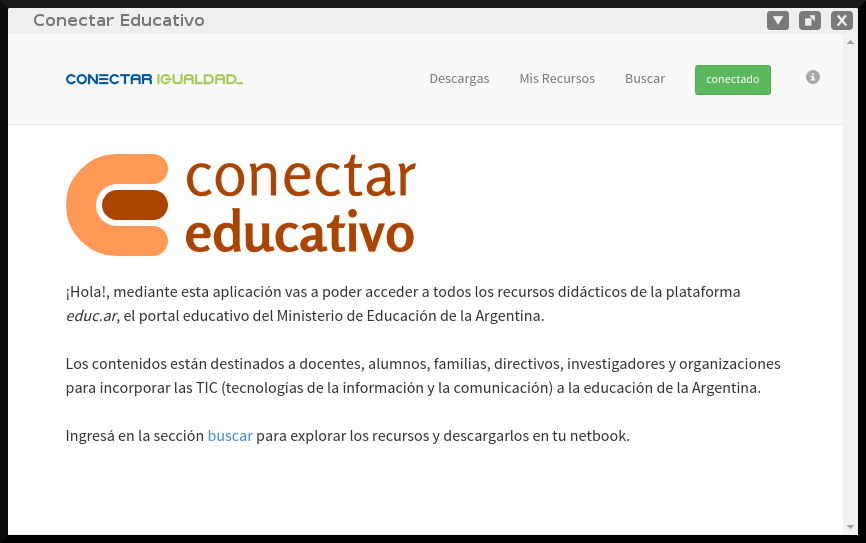 Conectar Educativo
CONECTAR IGUALDAD_
Descargas
Mis Recursos
Buscar
conectado
conectar
educativo
¡Hola!, mediante esta aplicación vas a poder acceder a todos los recursos didácticos de la plataforma
educ.ar, el portal educativo del Ministerio de Educación de la Argentina.
Los contenidos están destinados a docentes, alumnos, familias, directivos, investigadores y organizaciones
para incorporar las TIC (tecnologías de la información y la comunicación) a la educación de la Argentina.
Ingresá en la sección buscar para explorar los recursos y descargarlos en tu netbook.